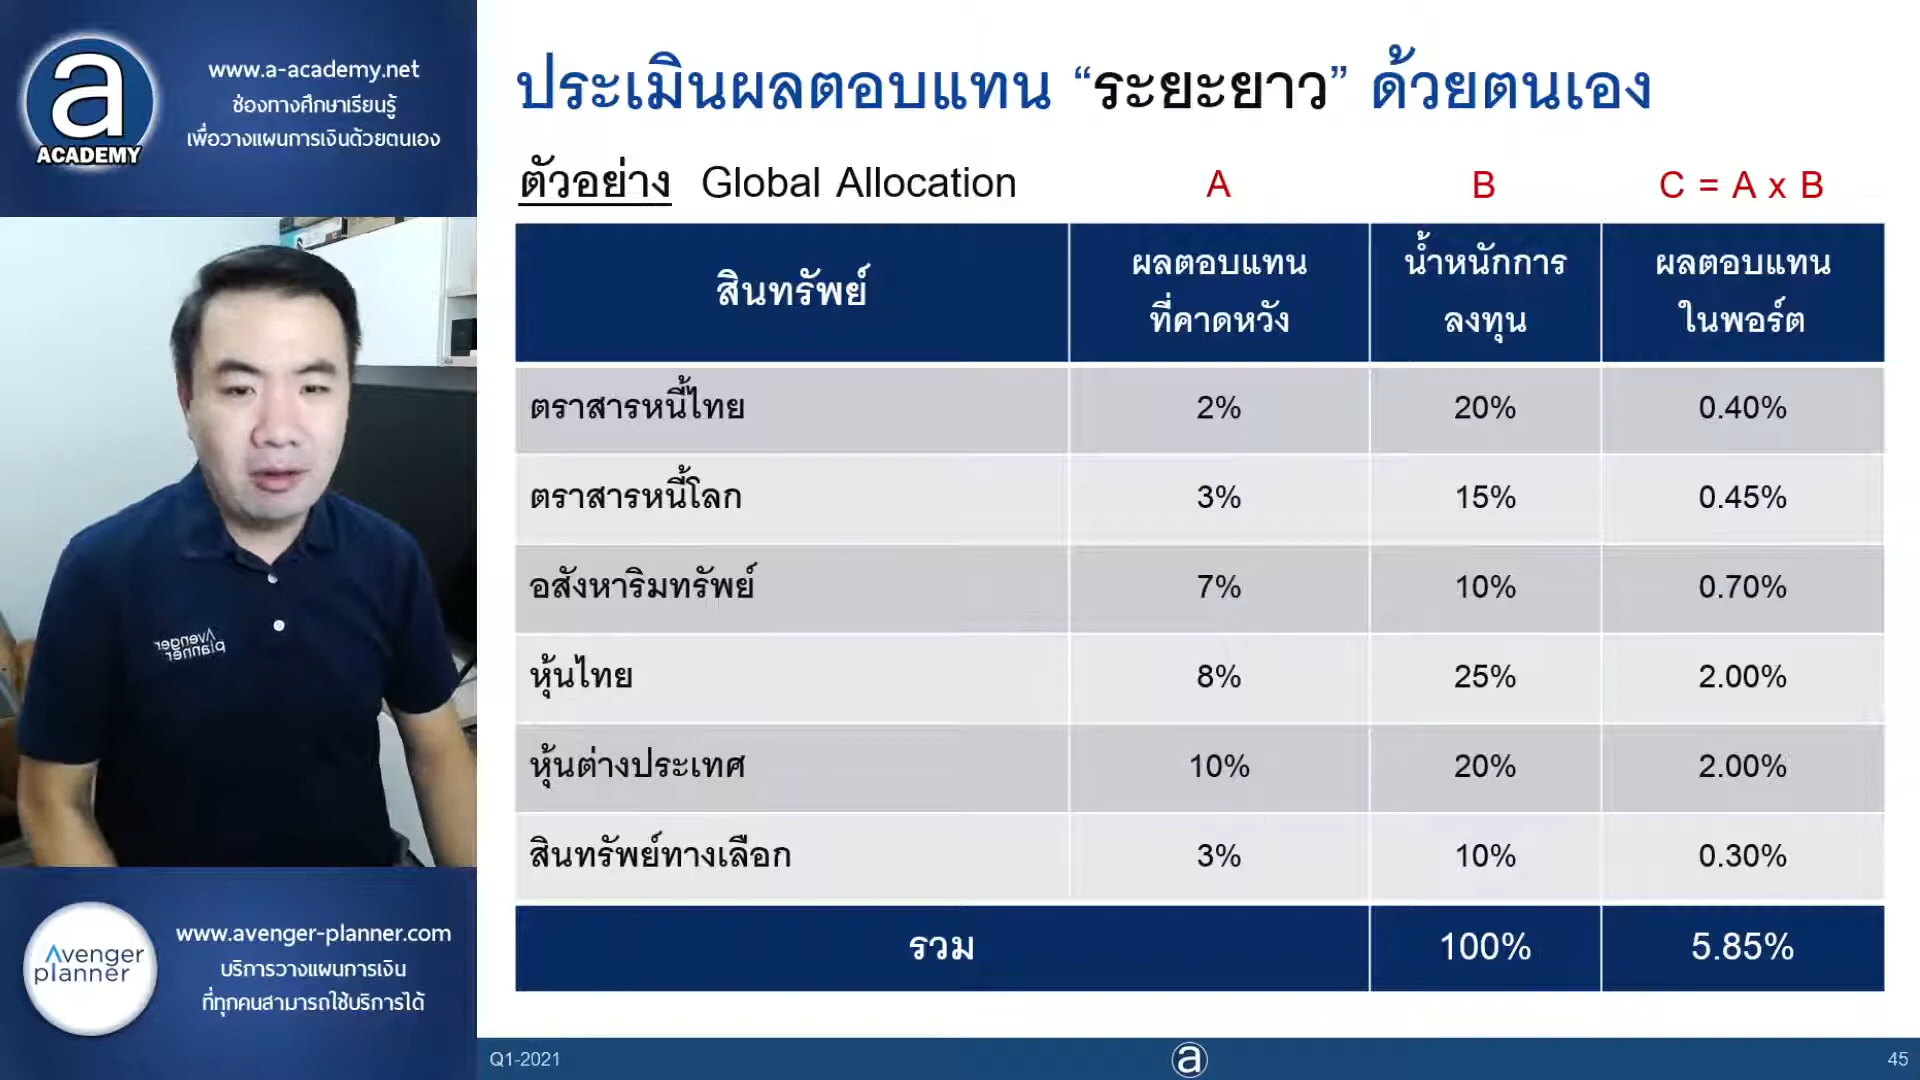 a
ACADEMY
www.a-academy.net
ช่องทางศึกษาเรียนรู้
เพื่อวางแผนการเงินด้วยตนเอง
Avenger
planner
Avenger
planner
www.avenger-planner.com
บริการวางแผนการเงิน
ที่ทุกคนสามารถใช้บริการได้
ประเมินผลตอบแทน “ระยะยาว” ด้วยตนเอง
ตัวอย่าง Global Allocation A B C = A x B
สินทรัพย์ ผลตอบแทนที่คาดหวัง น้ำหนักการลงทุน ผลตอบแทนในพอร์ต
ตราสารหนี้ไทย 2% 20% 0.40%
ตราสารหนี้โลก 3% 15% 0.45%
อสังหาริมทรัพย์ 7% 10% 0.70%
หุ้นไทย 8% 25% 2.00%
หุ้นต่างประเทศ 10% 20% 2.00%
สินทรัพย์ทางเลือก 3% 10% 0.30%
รวม 100% 5.85%
Q1-2021 a 45